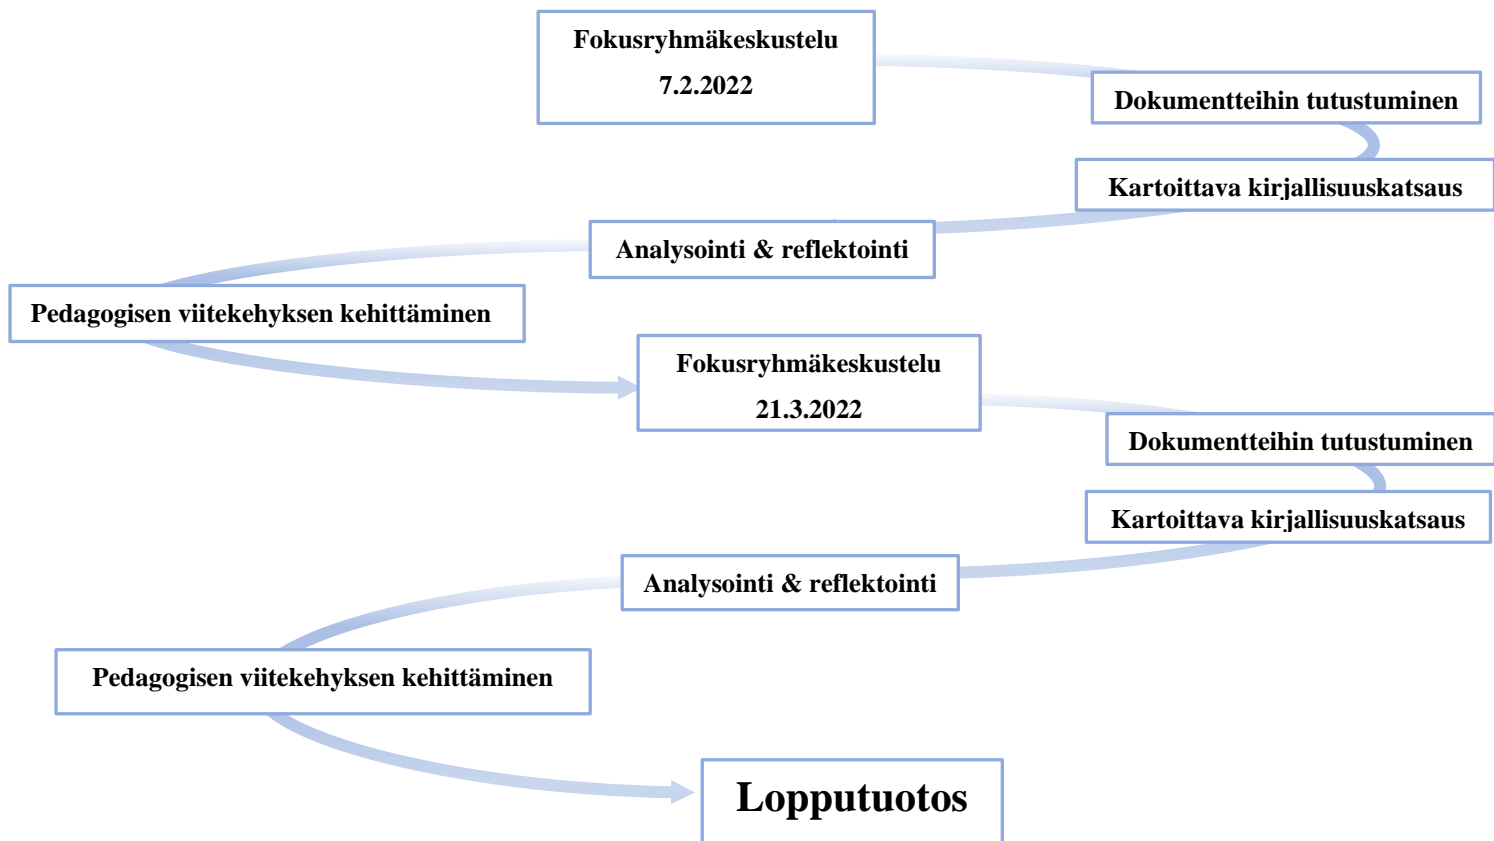 Fokusryhmäkeskustelu
7.2.2022
Dokumentteihin tutustuminen
Kartoittava kirjallisuuskatsaus
Analysointi & reflektointi
Pedagogisen viitekehyksen kehittäminen
Fokusryhmäkeskustelu
21.3.2022
Dokumentteihin tutustuminen
Kartoittava kirjallisuuskatsaus
Analysointi & reflektointi
Pedagogisen viitekehyksen kehittäminen
Lopputuotos